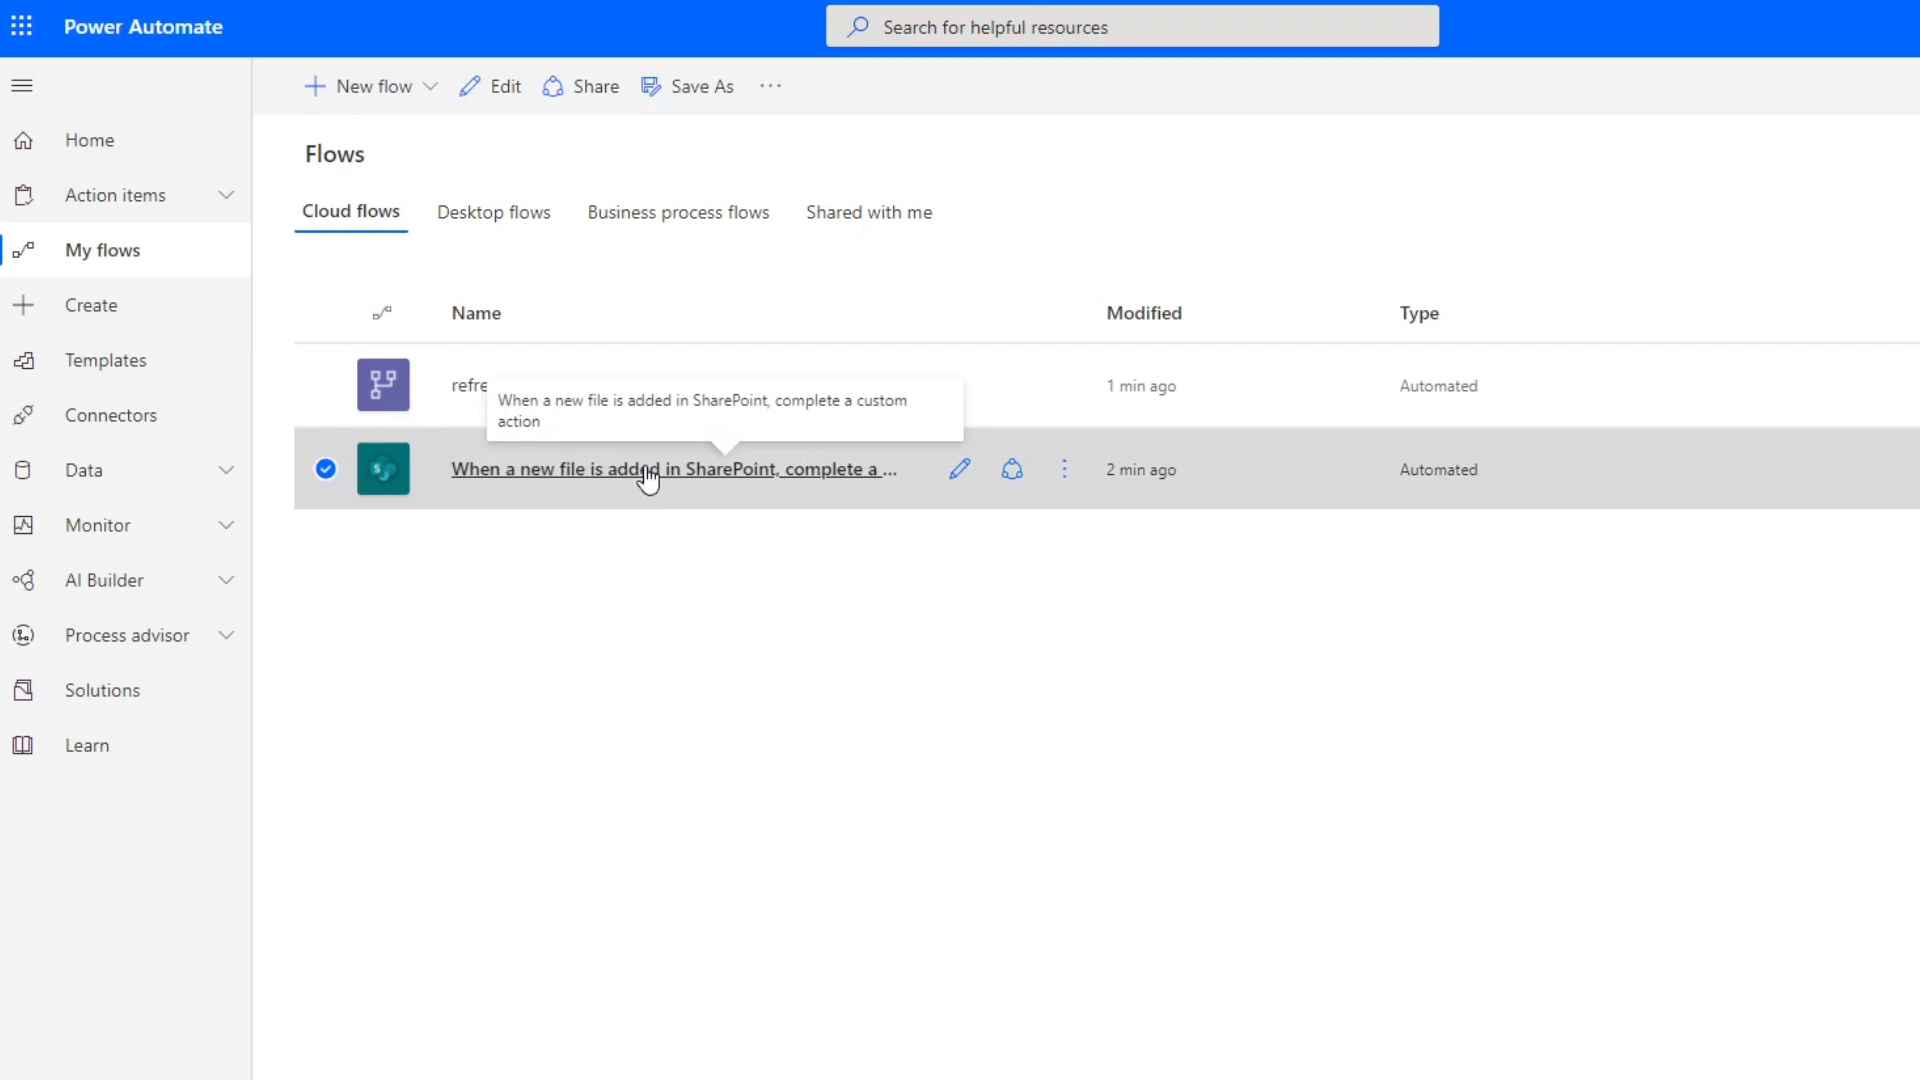 Power Automate
Search for helpful resources
New flow
Edit
Share
Save As
Home
Action items
My flows
Create
Templates
Connectors
Data
Monitor
AI Builder
Process advisor
Solutions
Learn
Flows
Cloud flows
Desktop flows
Business process flows
Shared with me
Name
Modified
Type
refre
1 min ago
Automated
When a new file is added in SharePoint, complete a custom
action
When a new file is added in SharePoint, complete a ...
2 min ago
Automated